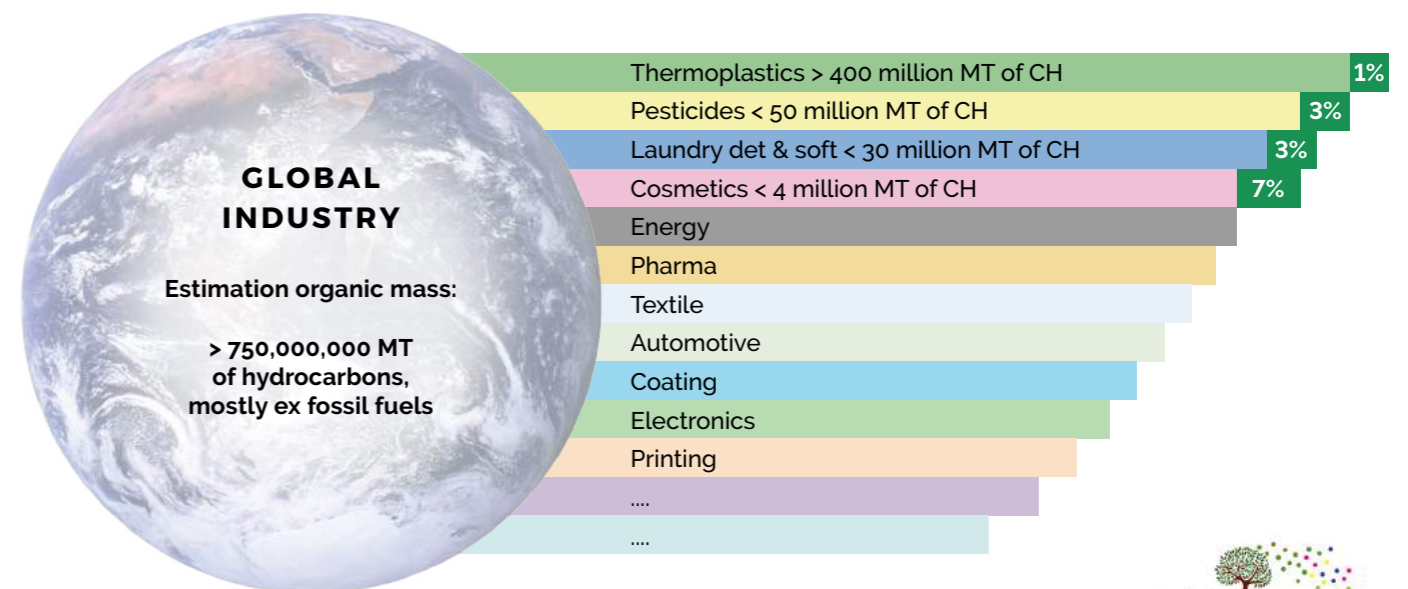 GLOBAL
INDUSTRY
Estimation organic mass:
> 750,000,000 MT
of hydrocarbons,
mostly ex fossil fuels
Thermoplastics > 400 million MT of CH 1%
Pesticides < 50 million MT of CH 3%
Laundry det & soft < 30 million MT of CH 3%
Cosmetics < 4 million MT of CH 7%
Energy
Pharma
Textile
Automotive
Coating
Electronics
Printing
....
....